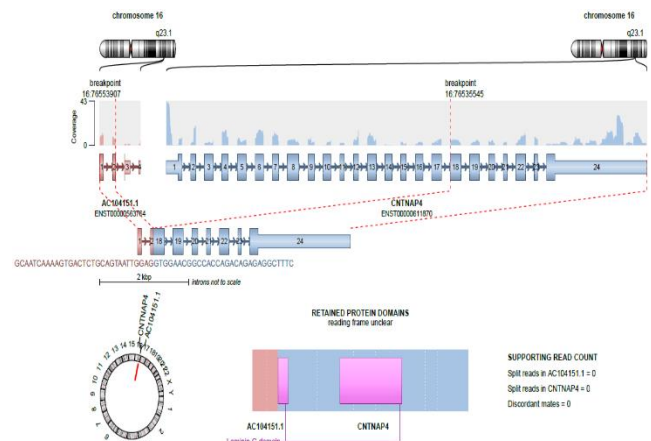 chromosome 16
chromosome 16
q23.1
q23.1
breakpoint
16:76553907
breakpoint
16:76535545
Coverage
43
0
1 2 3
1 2 3 4 5 6 7 8 9 10 11 12 13 14 15 16 17 18 19 20 22 24
AC104151.1
ENST00000563764
CNTNAP4
ENST00000611870
1 18 19 20 22 24
GCAATCAAAAGTGACTCTGCAGTAATTGGAGGTGGAACGGCCACCAGACAGAGAGGCTTTC
2 kbp
introns not to scale
CNTNAP4
AC104151.1
RETAINED PROTEIN DOMAINS
reading frame unclear
AC104151.1
CNTNAP4
SUPPORTING READ COUNT
Split reads in AC104151.1 = 0
Split reads in CNTNAP4 = 0
Discordant mates = 0